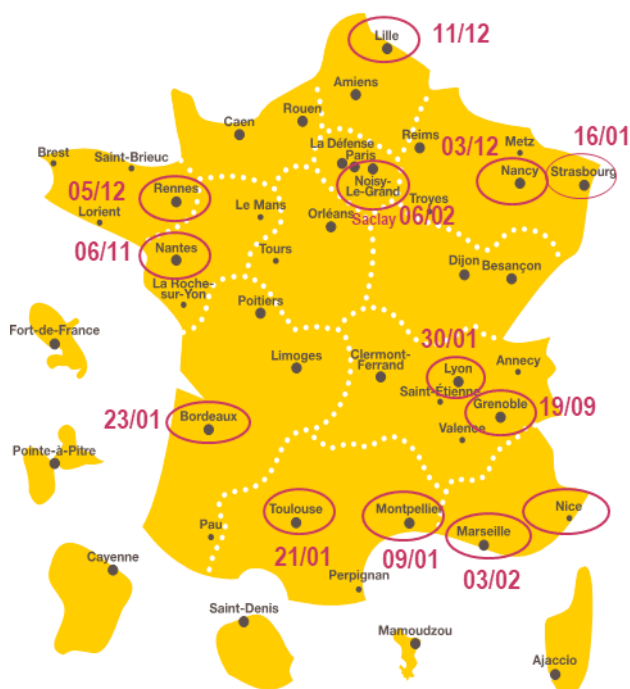 11/12
Lille
Amiens
Rouen
Caen
Reims
La Défense
Paris
03/12
Metz
16/01
Nancy
Strasbourg
Brest
Saint-Brieuc
05/12
Rennes
Lorient
Le Mans
Noisy-
Le-Grand
Troyes
Orléans
Saclay 06/02
06/11
Nantes
Tours
Dijon
Besançon
La Roche-
sur-Yon
Poitiers
Fort-de-France
30/01
Limoges
Clermont-
Ferrand
Lyon
Annecy
Saint-Étienne
Grenoble
19/09
23/01
Bordeaux
Valence
Pointe-à-Pitre
Toulouse
Montpellier
Nice
Pau
Marseille
21/01
09/01
03/02
Cayenne
Perpignan
Saint-Denis
Mamoudzou
Ajaccio